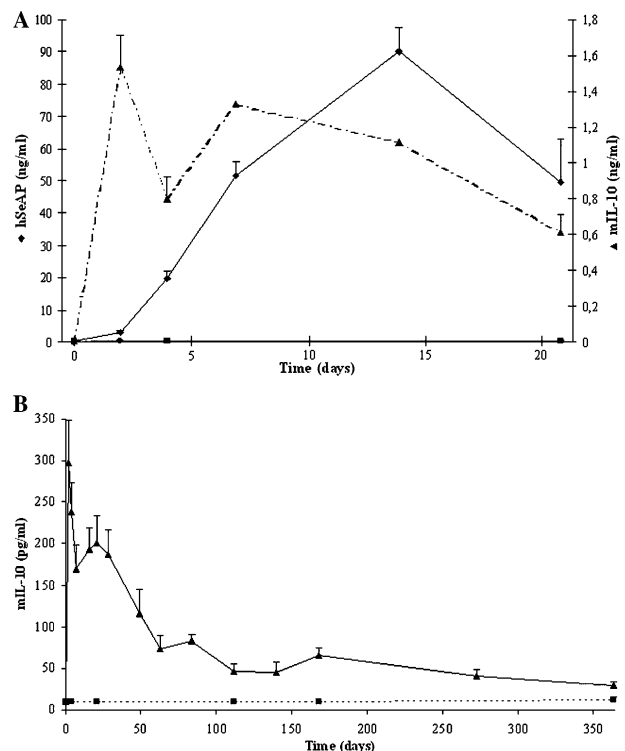 A
100 1,8
90 1,6
80 1,4
70 1,2
60 1
50 0,8
40 0,6
30 0,4
20 0,2
10 0
0
♦ hSeAP (ng/ml)
▲ mIL-10 (ng/ml)
0 5 10 15 20
Time (days)
B
350
300
250
200
150
100
50
0
mIL-10 (pg/ml)
0 50 100 150 200 250 300 350
Time (days)